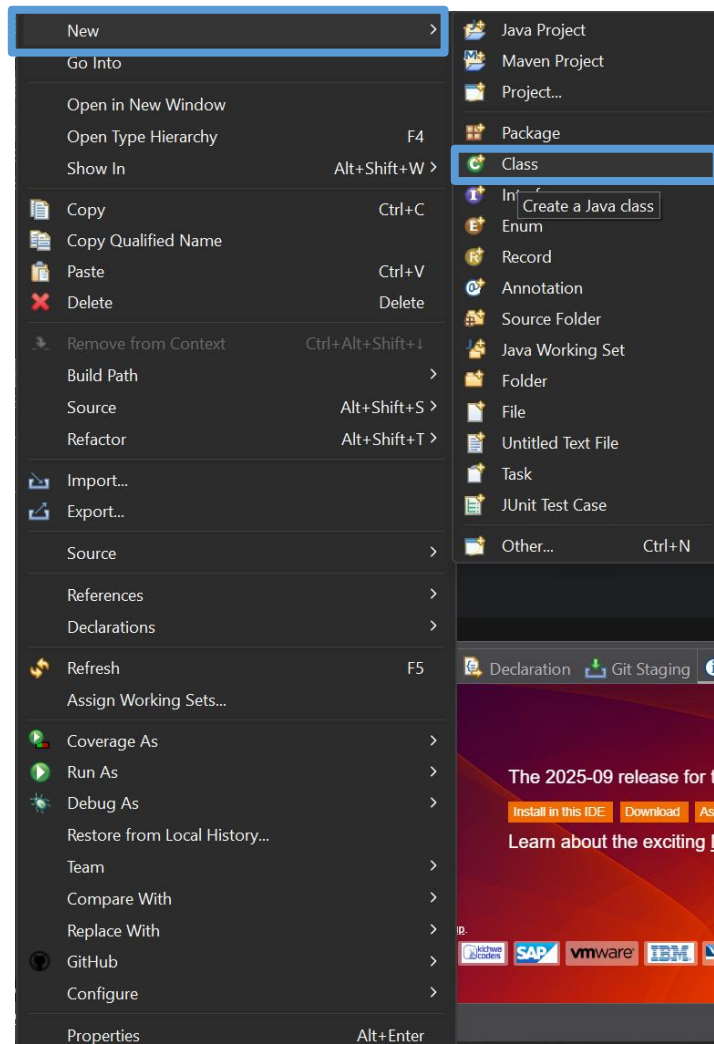 New
Go Into
Open in New Window
Open Type Hierarchy F4
Show In Alt+Shift+W >
Copy Ctrl+C
Copy Qualified Name
Paste Ctrl+V
Delete Delete
Remove from Context Ctrl+Alt+Shift+↓
Build Path
Source Alt+Shift+S >
Refactor Alt+Shift+T >
Import...
Export...
Source
References
Declarations
Refresh F5
Assign Working Sets...
Coverage As
Run As
Debug As
Restore from Local History...
Team
Compare With
Replace With
GitHub
Configure
Properties Alt+Enter
Java Project
Maven Project
Project...
Package
Class
Create a Java class
Enum
Record
Annotation
Source Folder
Java Working Set
Folder
File
Untitled Text File
Task
JUnit Test Case
Other... Ctrl+N
Declaration Git Staging
The 2025-09 release for
Install in this IDE Download As
Learn about the exciting
kichwa coders SAP vmware IBM